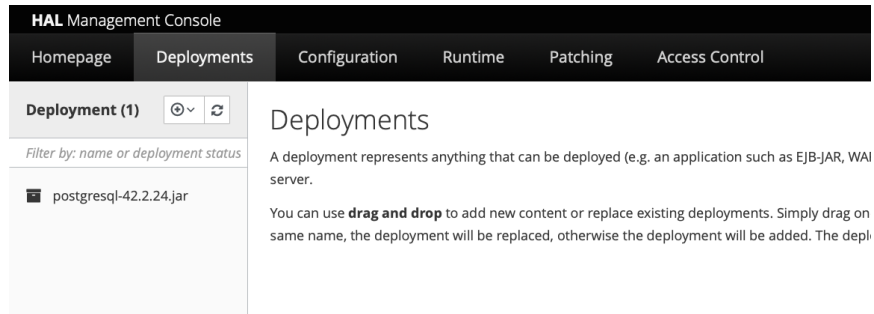 HAL Management Console
Homepage Deployments Configuration Runtime Patching Access Control
Deployment (1)
Filter by: name or deployment status
postgresql-42.2.24.jar
Deployments
A deployment represents anything that can be deployed (e.g. an application such as EJB-JAR,
server.
You can use drag and drop to add new content or replace existing deployments. Simply drag on
same name, the deployment will be replaced, otherwise the deployment will be added. The